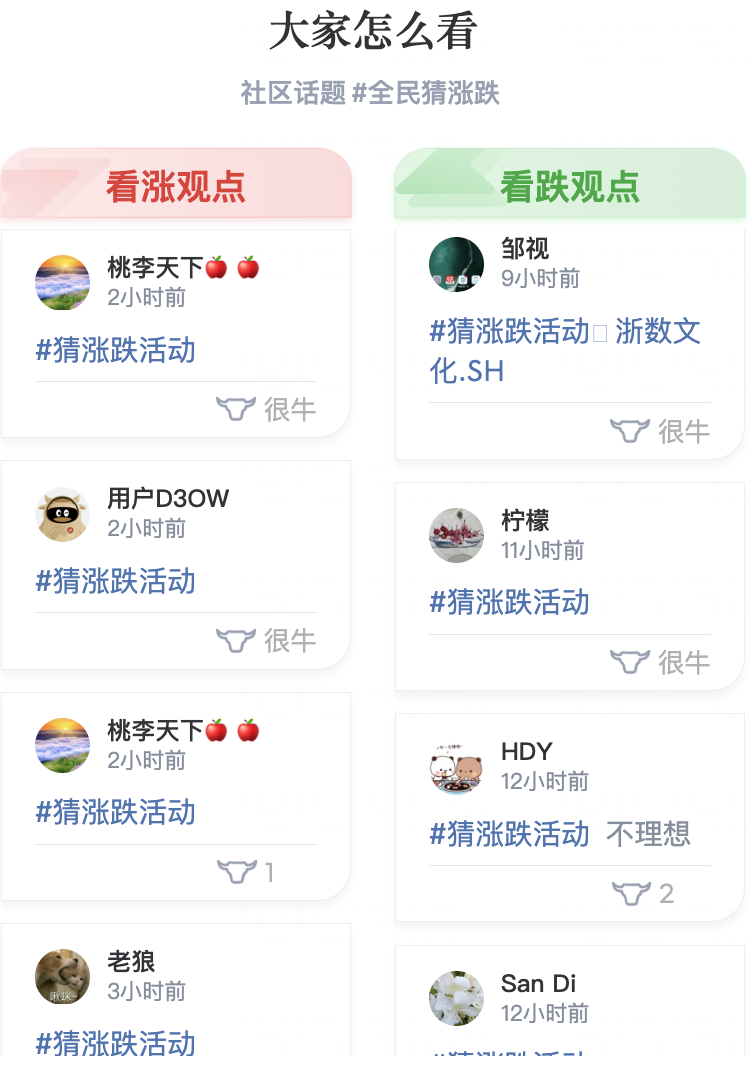 大家怎么看
社区话题 #全民猜涨跌
看涨观点
桃李天下🍎 🍎
2小时前
#猜涨跌活动
很牛
用户D3OW
2小时前
#猜涨跌活动
很牛
桃李天下🍎 🍎
2小时前
#猜涨跌活动
1
老狼
3小时前
#猜涨跌活动
看跌观点
邹视
9小时前
#猜涨跌活动 浙数文
化.SH
很牛
柠檬
11小时前
#猜涨跌活动
很牛
HDY
12小时前
#猜涨跌活动 不理想
2
San Di
12小时前